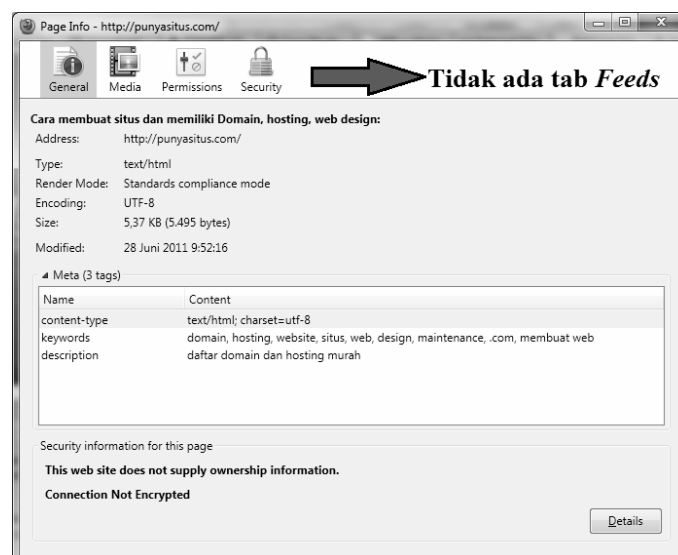 Page Info - http://punyasitus.com/
General Media Permissions Security
Tidak ada tab Feeds
Cara membuat situs dan memiliki Domain, hosting, web design:
Address: http://punyasitus.com/
Type: text/html
Render Mode: Standards compliance mode
Encoding: UTF-8
Size: 5,37 KB (5.495 bytes)
Modified: 28 Juni 2011 9:52:16
Meta (3 tags)
Name Content
content-type text/html; charset=utf-8
keywords domain, hosting, website, situs, web, design, maintenance, .com, membuat web
description daftar domain dan hosting murah
Security information for this page
This web site does not supply ownership information.
Connection Not Encrypted
Details